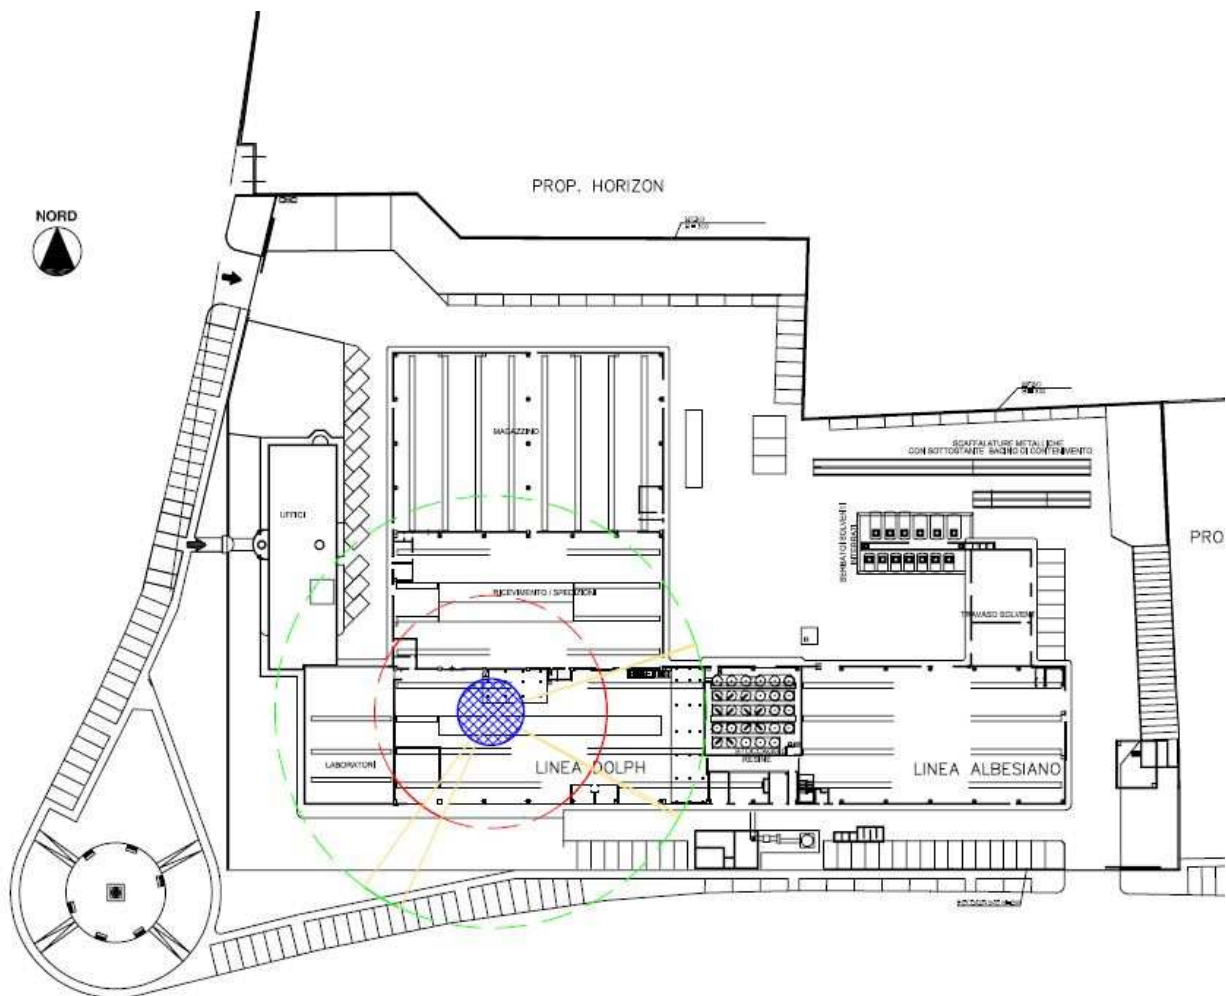 PROP. HORIZON
NORD
MAGAZZINO
SCAFFALATURE METALLICHE
CON SOTTOSTANTE BACINO DI CONTENIMENTO
UFFICI
SERBATOI SOLVENTI
INTERRATI
PRO
RICEVIMENTO / SPEDIZIONI
TRAVASO SOLVENTI
LABORATORI
LINEA DOLPH
RESINE
LINEA ALBESIANO